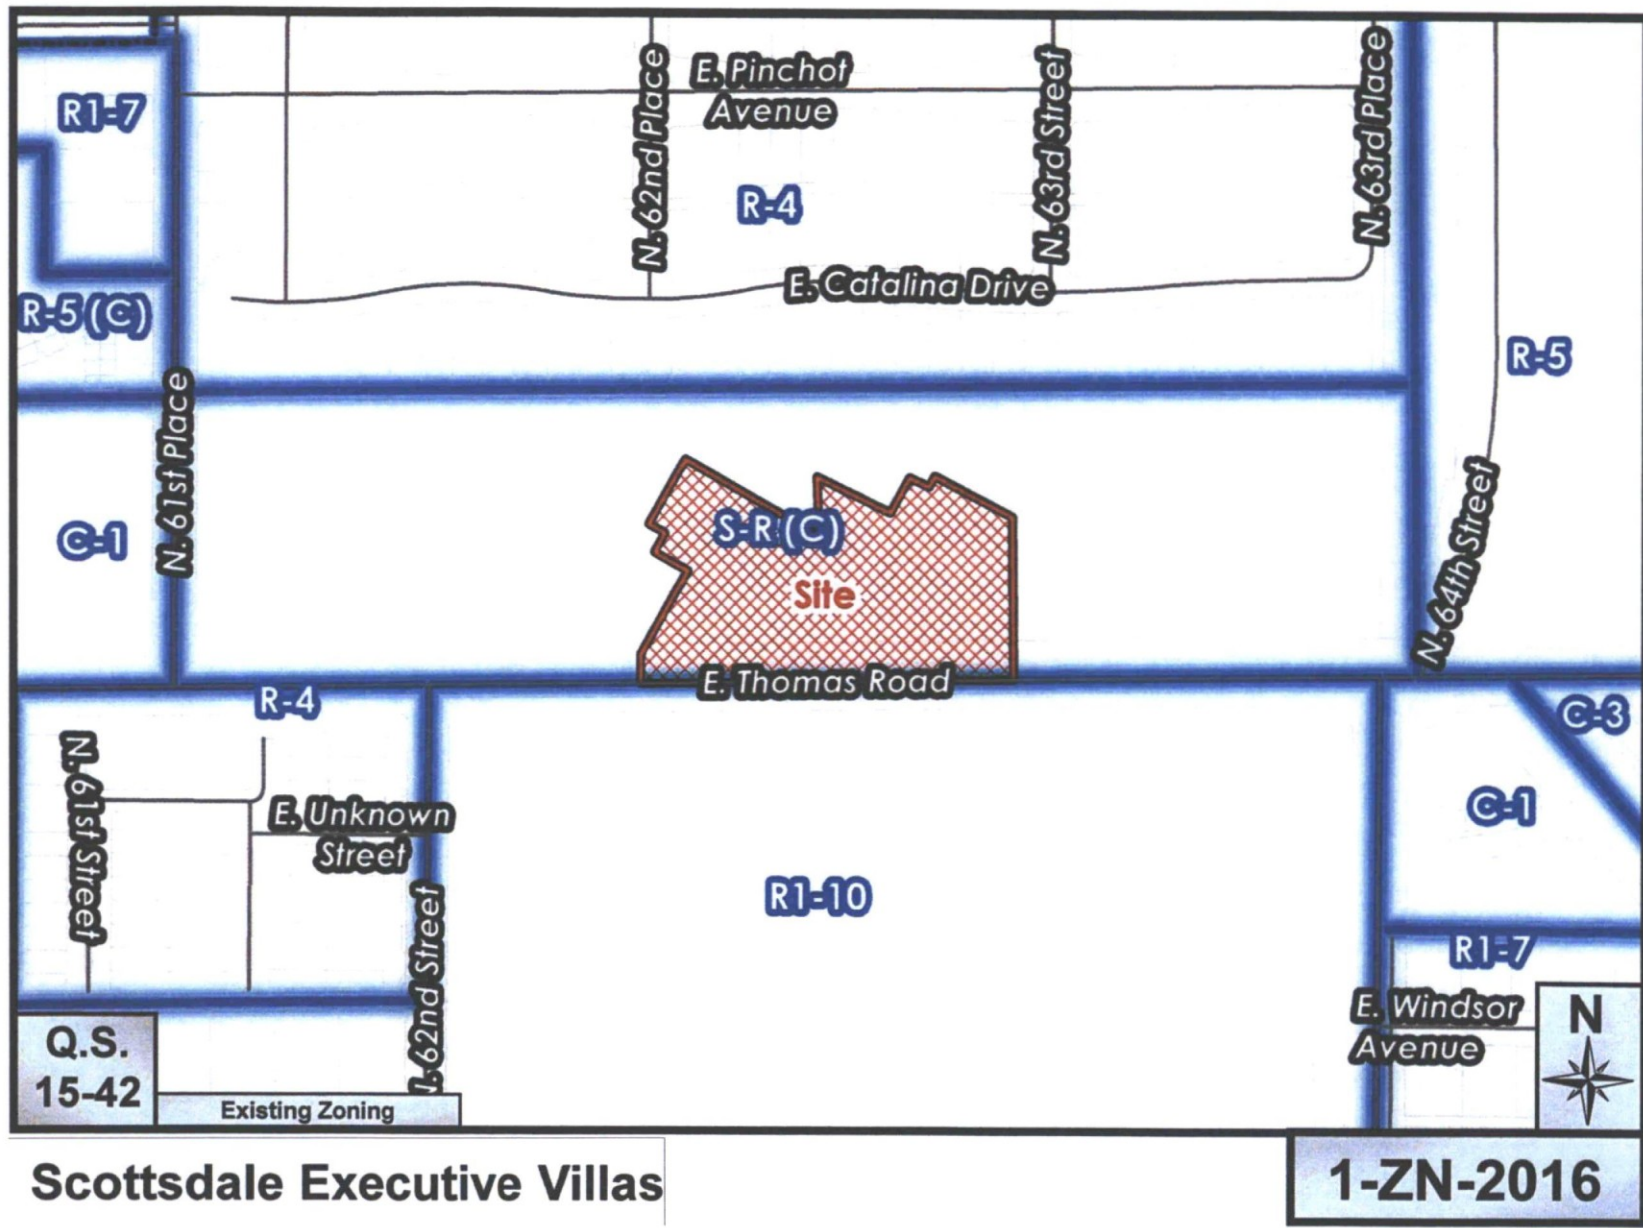 N. 62nd Place
E. Pinchot
Avenue
N. 63rd Street
N. 63rd Place
R1-7
R-4
E. Catalina Drive
R-5 (C)
R-5
N. 61st Place
C-1
S-R (C)
Site
N. 64th Street
E. Thomas Road
R-4
C-3
N. 61st Street
E. Unknown
Street
C-1
R1-10
N. 62nd Street
R1-7
E. Windsor
Avenue
N
Q.S.
15-42
Existing Zoning
Scottsdale Executive Villas
1-ZN-2016